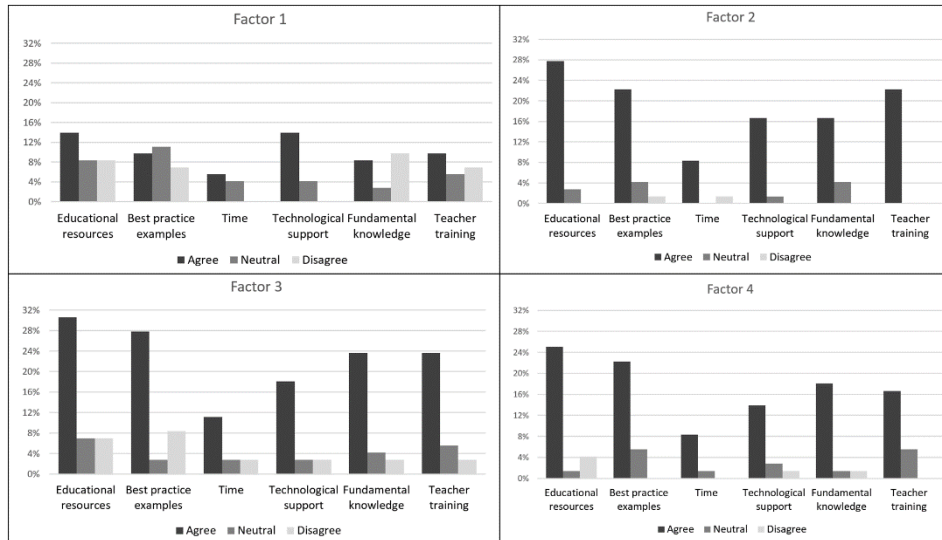 Factor 1
32%
28%
24%
20%
16%
12%
8%
4%
0%
Educational resources
Best practice examples
Time
Technological support
Fundamental knowledge
Teacher training
Agree Neutral Disagree
Factor 2
32%
28%
24%
20%
16%
12%
8%
4%
0%
Educational resources
Best practice examples
Time
Technological support
Fundamental knowledge
Teacher training
Agree Neutral Disagree
Factor 3
32%
28%
24%
20%
16%
12%
8%
4%
0%
Educational resources
Best practice examples
Time
Technological support
Fundamental knowledge
Teacher training
Agree Neutral Disagree
Factor 4
32%
28%
24%
20%
16%
12%
8%
4%
0%
Educational resources
Best practice examples
Time
Technological support
Fundamental knowledge
Teacher training
Agree Neutral Disagree